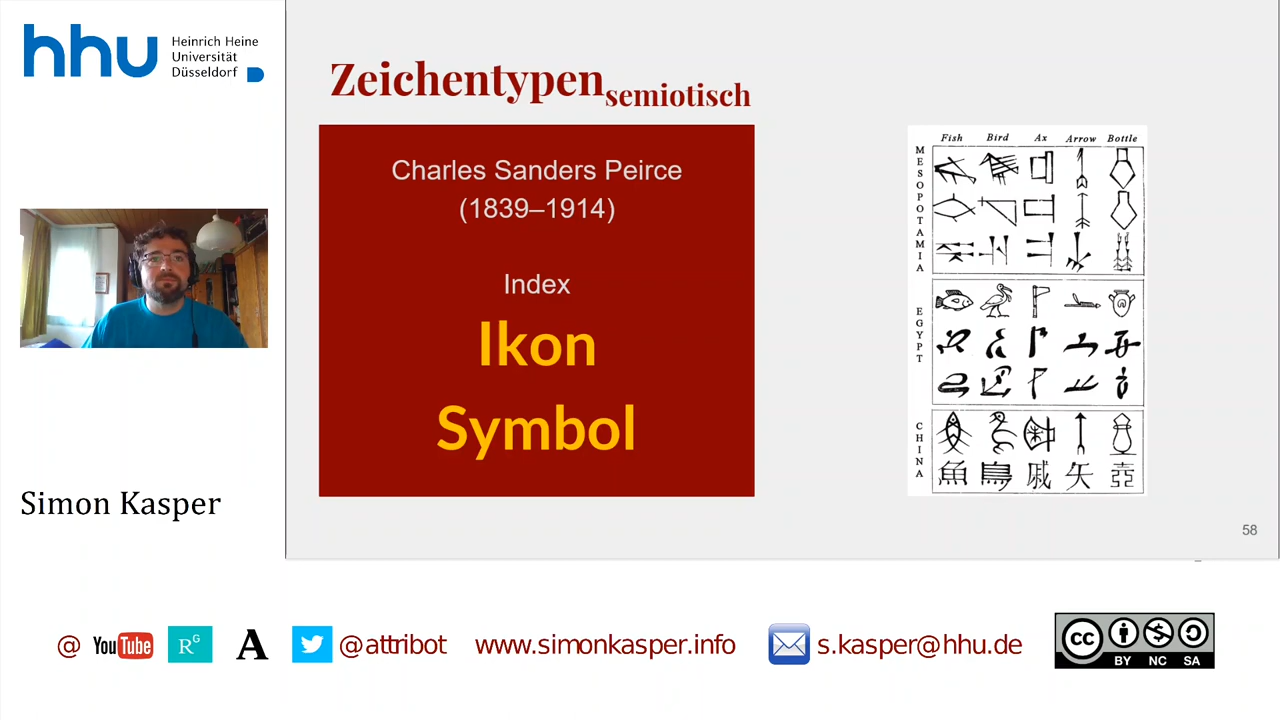 hhu
Heinrich Heine
Universität
Düsseldorf
Zeichentypen semiotisch
Charles Sanders Peirce
(1839–1914)
Index
Ikon
Symbol
Fish Bird Ax Arrow Bottle
MESOPOTAMIA
EGYPT
CHINA
魚 鳥 戚 矢 壺
58
Simon Kasper
@ YouTube RG A @attribot www.simonkasper.info s.kasper@hhu.de
cc BY NC SA